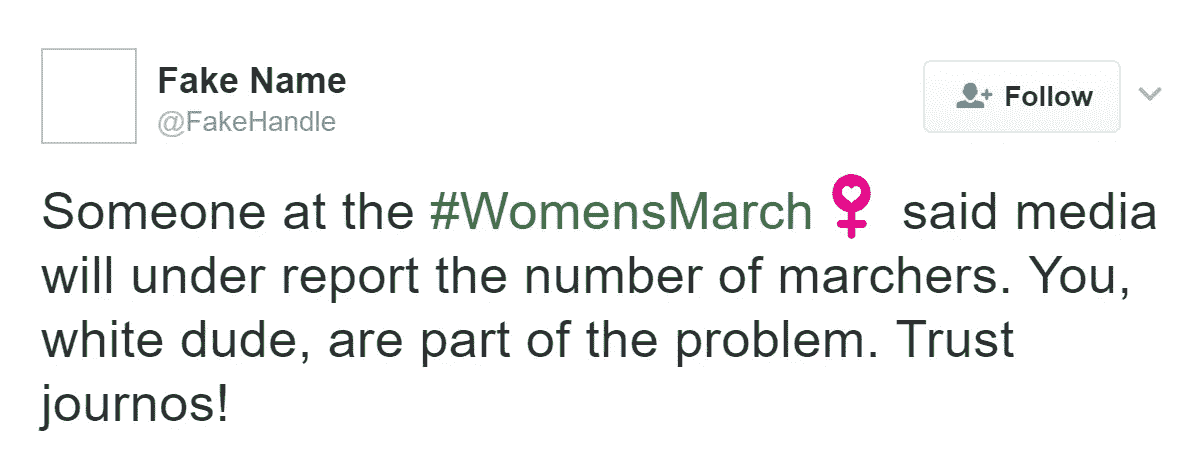 Fake Name
@FakeHandle
Follow
Someone at the #WomensMarch said media
will under report the number of marchers. You,
white dude, are part of the problem. Trust
journos!